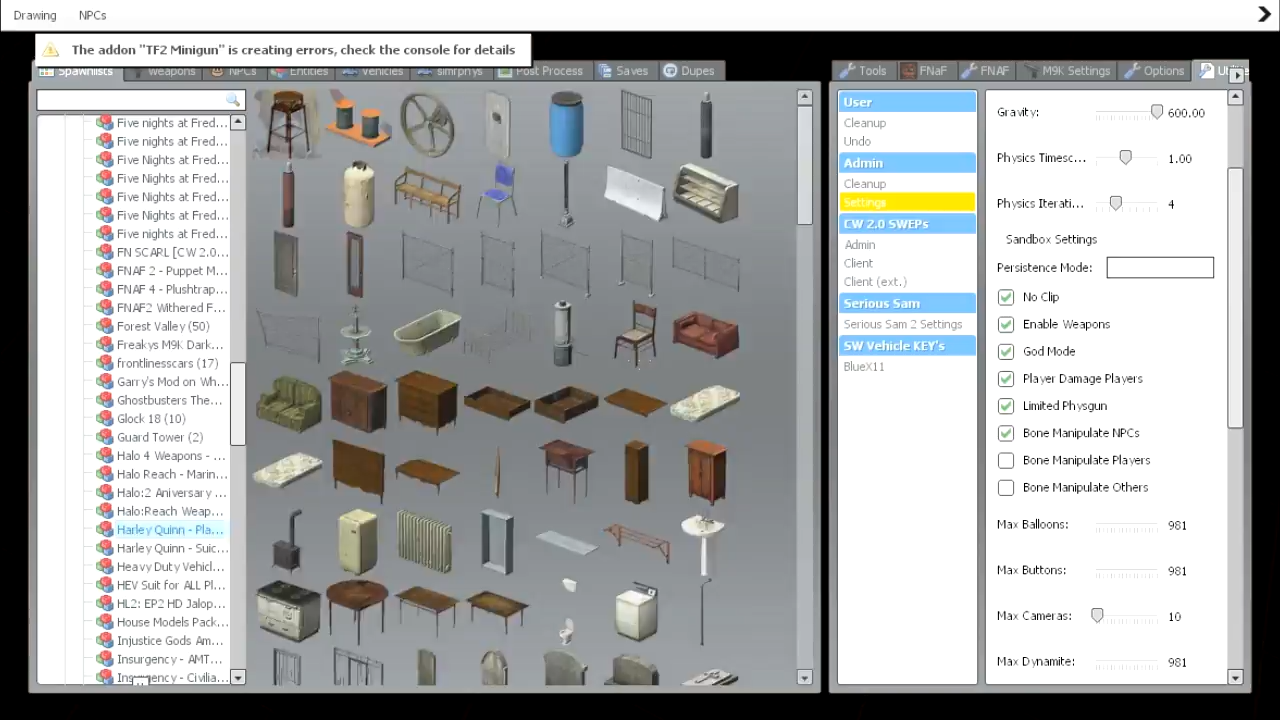 Drawing NPCs
The addon "TF2 Minigun" is creating errors, check the console for details
Spawnlists Weapons NPCs Entities Vehicles simfphys Post Process Saves Dupes
Tools FNaF FNAF M9K Settings Options
Five nights at Fred...
Five nights at Fred...
Five Nights at Fred...
Five Nights at Fred...
Five Nights at Fred...
Five Nights at Fred...
Five nights at Fred...
FN SCARL [CW 2.0...
FNAF 2 - Puppet M...
FNAF 4 - Plushtrap...
FNAF2 Withered F...
Forest Valley (50)
Freakys M9K Dark...
frontlinesscars (17)
Garry's Mod on Wh...
Ghostbusters The...
Glock 18 (10)
Guard Tower (2)
Halo 4 Weapons - ...
Halo Reach - Marin...
Halo:2 Aniversary ...
Halo:Reach Weap...
Harley Quinn - Pla...
Harley Quinn - Suic...
Heavy Duty Vehicl...
HEV Suit for ALL Pl...
HL2: EP2 HD Jalop...
House Models Pack...
Injustice Gods Am...
Insurgency - AMT...
Insurgency - Civilia...
User
Cleanup
Undo
Admin
Cleanup
Settings
CW 2.0 SWEPs
Admin
Client
Client (ext.)
Serious Sam
Serious Sam 2 Settings
SW Vehicle KEY's
BlueX11
Gravity: 600.00
Physics Timesc... 1.00
Physics Iterati... 4
Sandbox Settings
Persistence Mode:
No Clip
Enable Weapons
God Mode
Player Damage Players
Limited Physgun
Bone Manipulate NPCs
Bone Manipulate Players
Bone Manipulate Others
Max Balloons: 981
Max Buttons: 981
Max Cameras: 10
Max Dynamite: 981